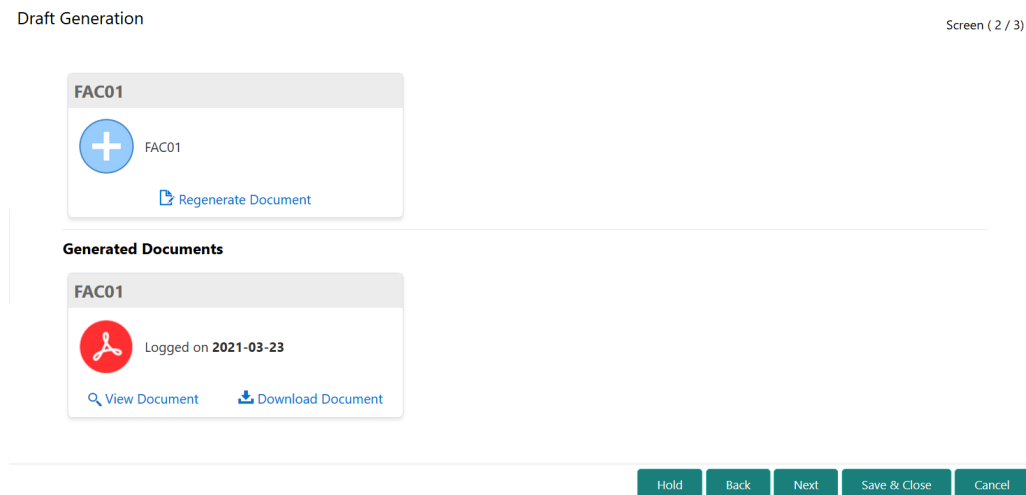 Draft Generation
Screen ( 2 / 3)
FAC01
FAC01
Regenerate Document
Generated Documents
FAC01
Logged on 2021-03-23
View Document Download Document
Hold Back Next Save & Close Cancel